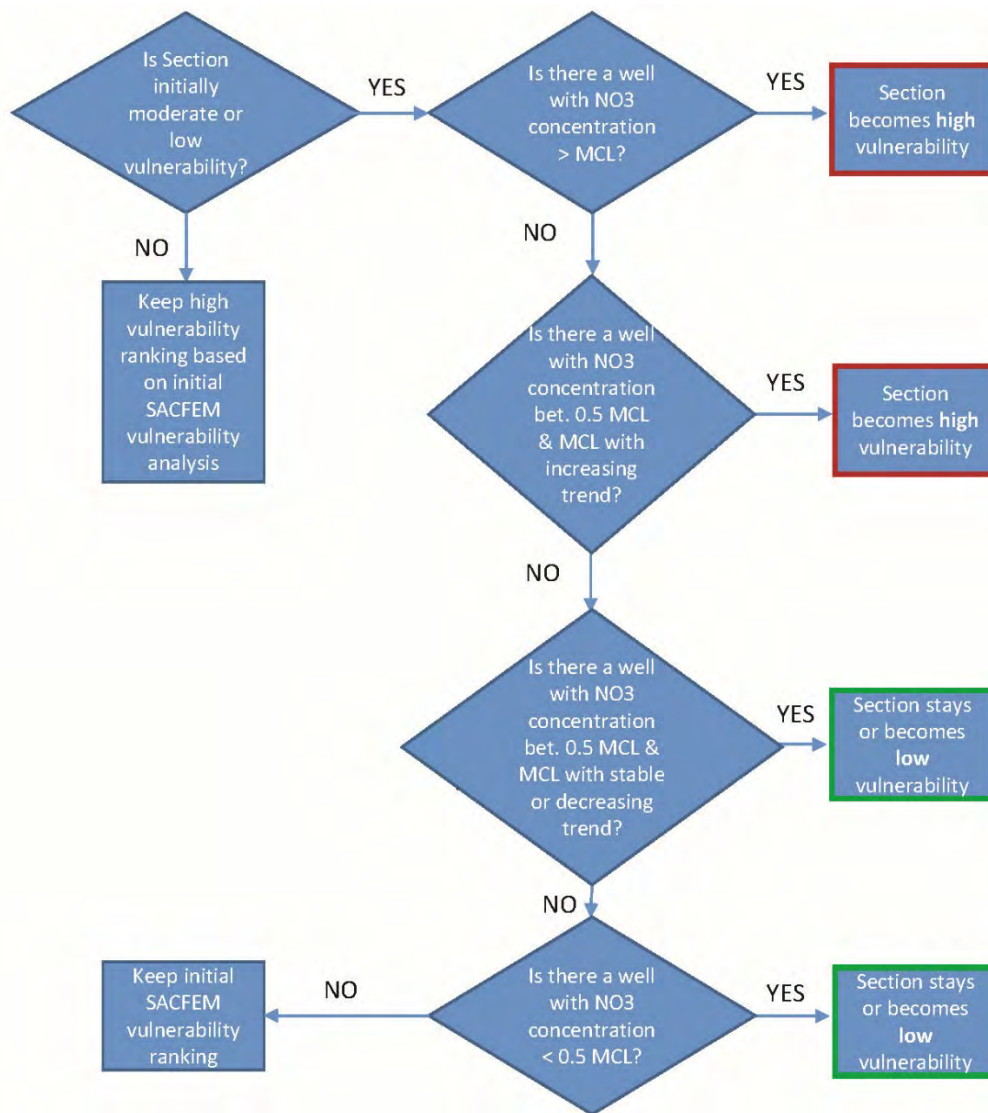 Is Section
initially
moderate or
low
vulnerability?
YES
Is there a well
with NO3
concentration
> MCL?
YES
Section
becomes high
vulnerability
NO
NO
Keep high
vulnerability
ranking based
on initial
SACFEM
vulnerability
analysis
Is there a well
with NO3
concentration
bet. 0.5 MCL
& MCL with
increasing
trend?
YES
Section
becomes high
vulnerability
NO
Is there a well
with NO3
concentration
bet. 0.5 MCL &
MCL with stable
or decreasing
trend?
YES
Section stays
or becomes
low
vulnerability
NO
Is there a well
with NO3
concentration
< 0.5 MCL?
NO
Keep initial
SACFEM
vulnerability
ranking
YES
Section stays
or becomes
low
vulnerability